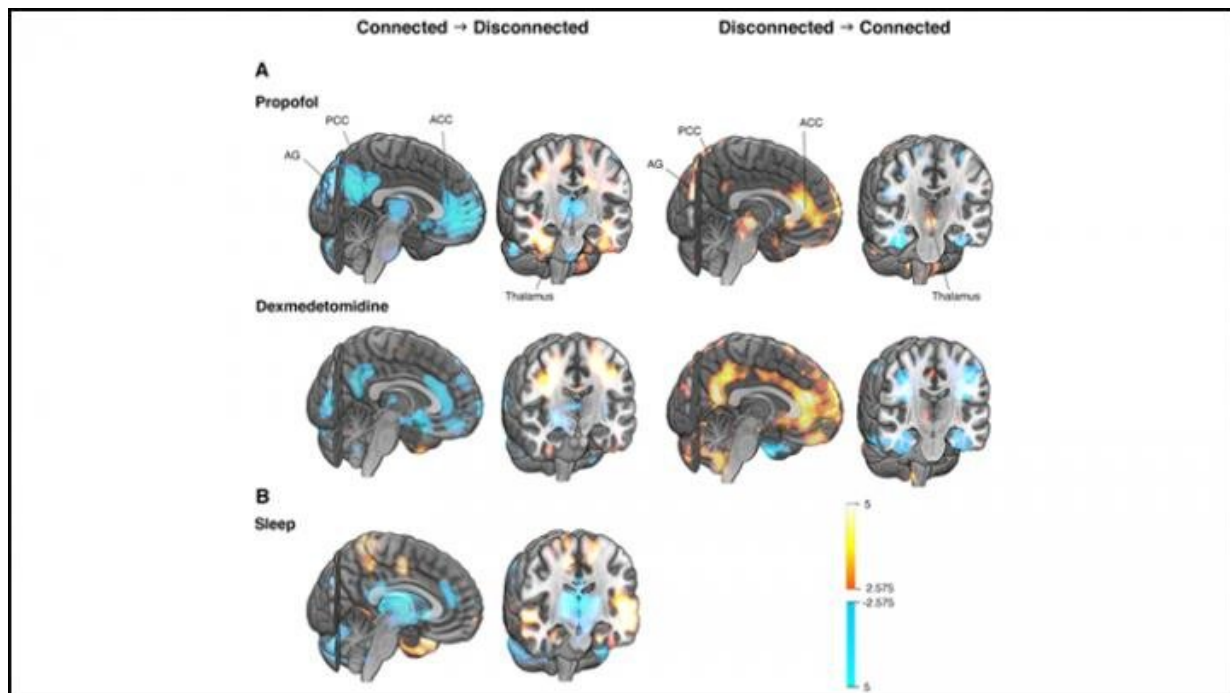 Connected → Disconnected
Disconnected → Connected
A
Propofol
PCC
ACC
AG
PCC
ACC
AG
Thalamus
Thalamus
Dexmedetomidine
B
Sleep
5
2.575
-2.575
5